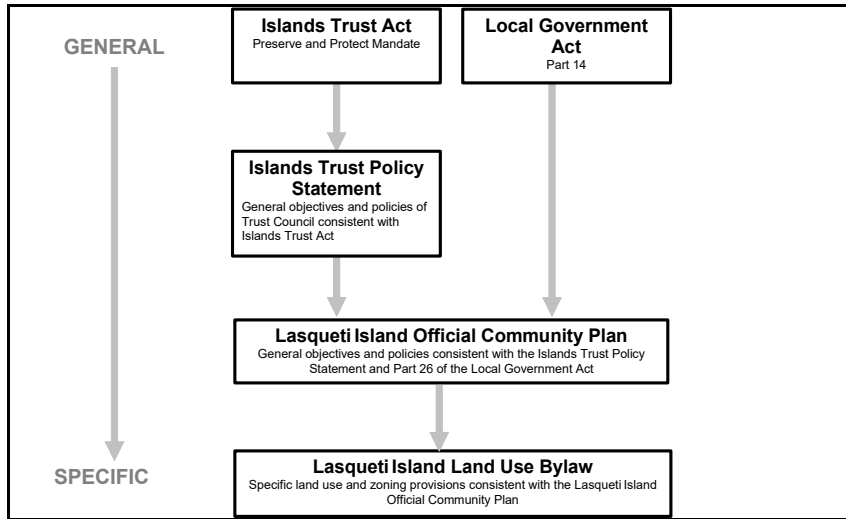 GENERAL
Islands Trust Act
Preserve and Protect Mandate
Local Government
Act
Part 14
Islands Trust Policy
Statement
General objectives and policies of
Trust Council consistent with
Islands Trust Act
Lasqueti Island Official Community Plan
General objectives and policies consistent with the Islands Trust Policy
Statement and Part 26 of the Local Government Act
SPECIFIC
Lasqueti Island Land Use Bylaw
Specific land use and zoning provisions consistent with the Lasqueti Island
Official Community Plan